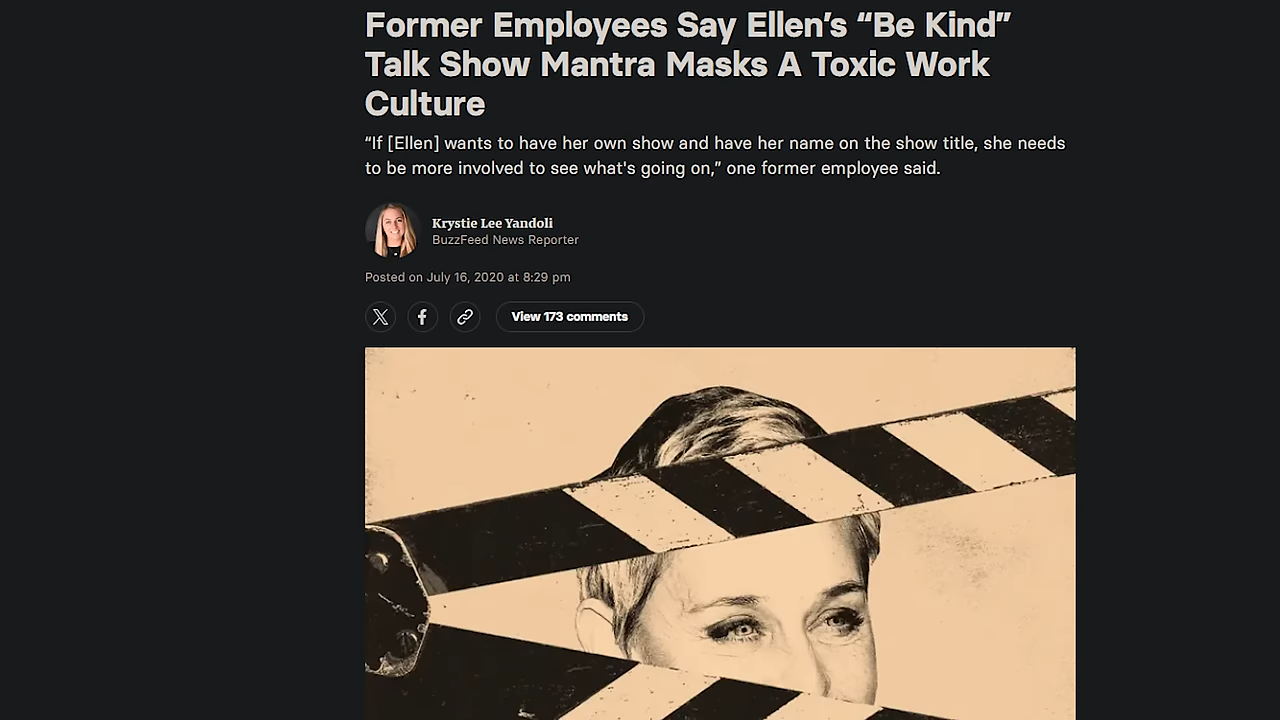 Former Employees Say Ellen’s “Be Kind”
Talk Show Mantra Masks A Toxic Work
Culture
“If [Ellen] wants to have her own show and have her name on the show title, she needs
to be more involved to see what's going on,” one former employee said.
Krystie Lee Yandoli
BuzzFeed News Reporter
Posted on July 16, 2020 at 8:29 pm
View 173 comments